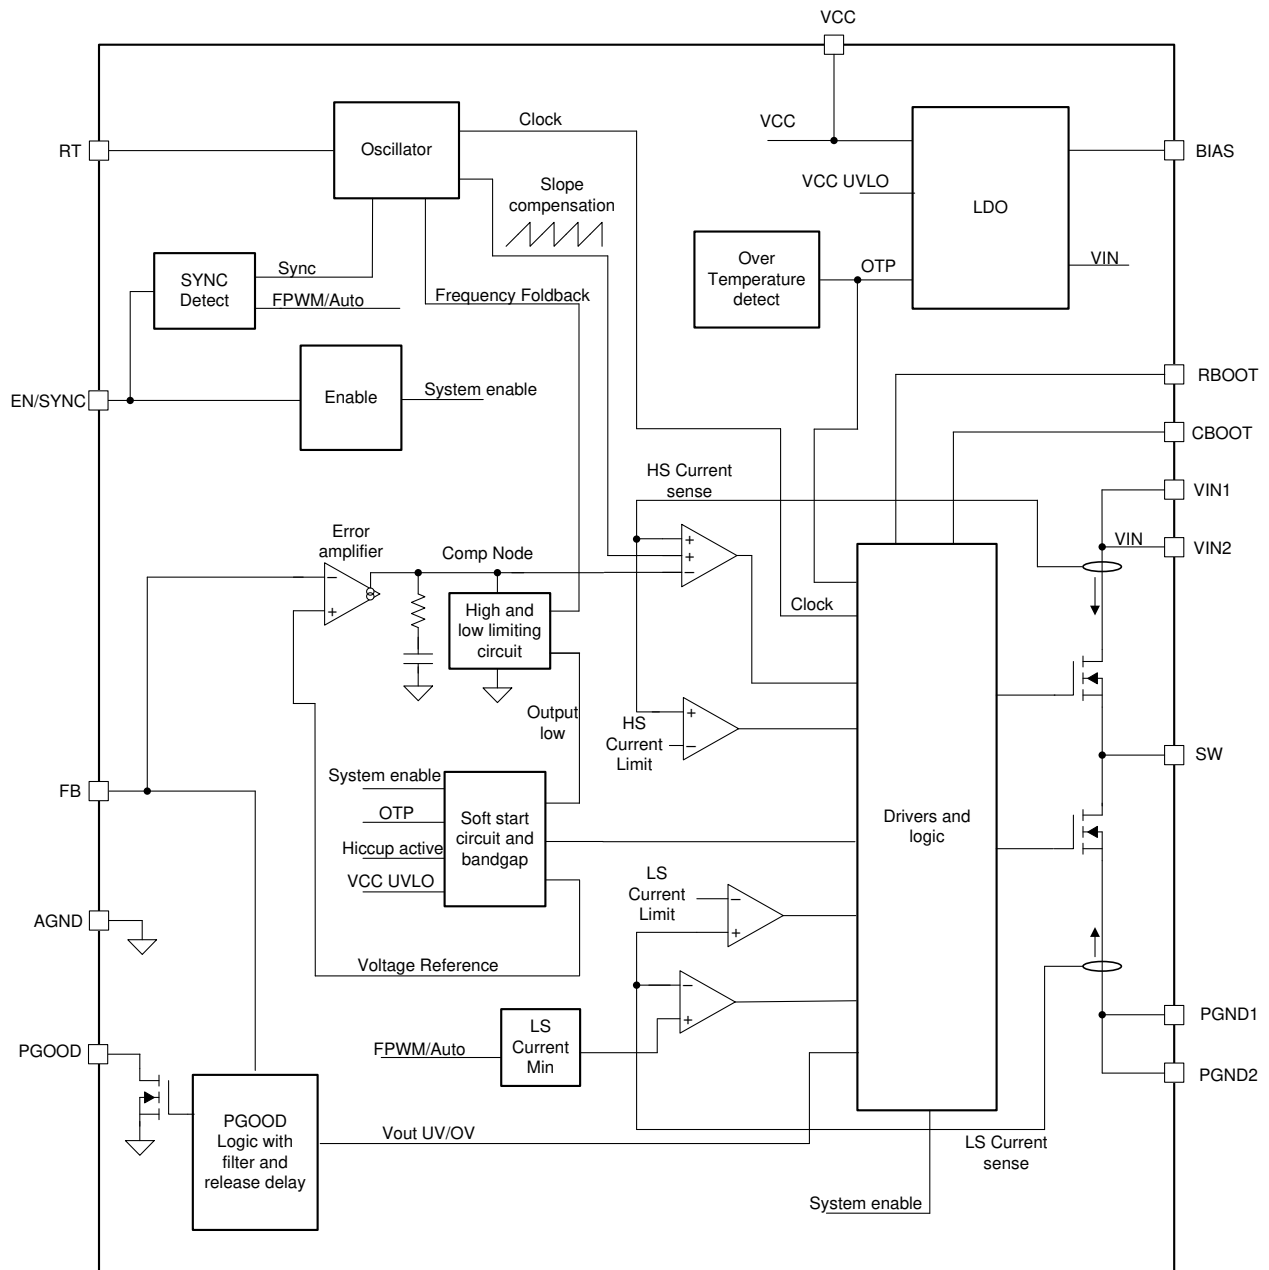 VCC
Clock
VCC
RT
Oscillator
BIAS
VCC UVLO
Slope
compensation
LDO
Over
Temperature
detect
OTP
VIN
SYNC
Detect
Sync
FPWM/Auto
Frequency Foldback
RBOOT
Enable
System enable
EN/SYNC
CBOOT
HS Current
sense
VIN1
Error
amplifier
Comp Node
+
+
−
VIN
VIN2
−
+
High and
low limiting
circuit
Clock
Output
low
HS
Current
Limit
+
−
SW
System enable
OTP
Hiccup active
VCC UVLO
Soft start
circuit and
bandgap
FB
Drivers and
logic
LS
Current
Limit
−
+
AGND
Voltage Reference
−
+
LS
Current
Min
FPWM/Auto
PGND1
PGOOD
PGND2
PGOOD
Logic with
filter and
release delay
Vout UV/OV
LS Current
sense
System enable